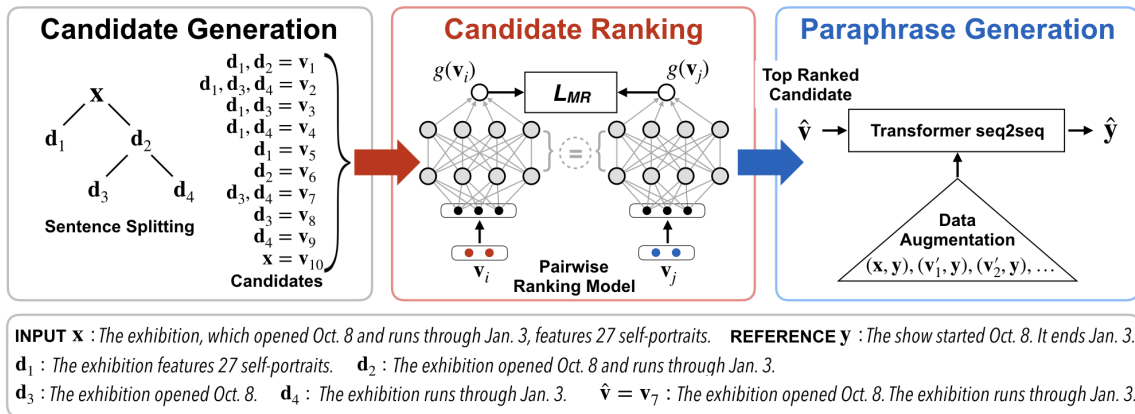 Candidate Generation
x
d1
d2
d3
d4
Sentence Splitting
d1, d2 = v1
d1, d3, d4 = v2
d1, d3 = v3
d1, d4 = v4
d1 = v5
d2 = v6
d3, d4 = v7
d3 = v8
d4 = v9
x = v10
Candidates
Candidate Ranking
g(vi)
LMR
g(vj)
=
vi
Pairwise
Ranking Model
vj
Paraphrase Generation
Top Ranked
Candidate
v̂
Transformer seq2seq
ŷ
Data
Augmentation
(x, y), (v′1, y), (v′2, y), …
INPUT x : The exhibition, which opened Oct. 8 and runs through Jan. 3, features 27 self-portraits. REFERENCE y : The show started Oct. 8. It ends Jan. 3.
d1 : The exhibition features 27 self-portraits. d2 : The exhibition opened Oct. 8 and runs through Jan. 3.
d3 : The exhibition opened Oct. 8. d4 : The exhibition runs through Jan. 3. v̂ = v7 : The exhibition opened Oct. 8. The exhibition runs through Jan. 3.